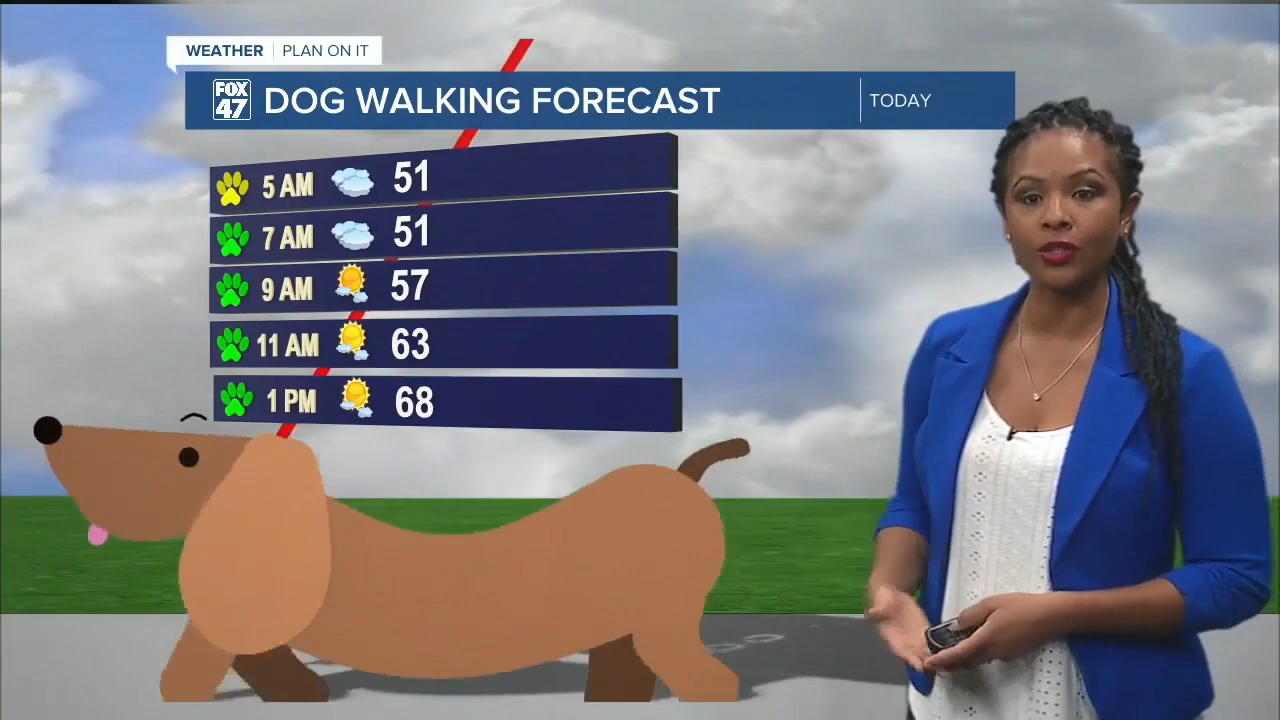 WEATHER | PLAN ON IT
FOX 47 DOG WALKING FORECAST TODAY
5 AM 51
7 AM 51
9 AM 57
11 AM 63
1 PM 68